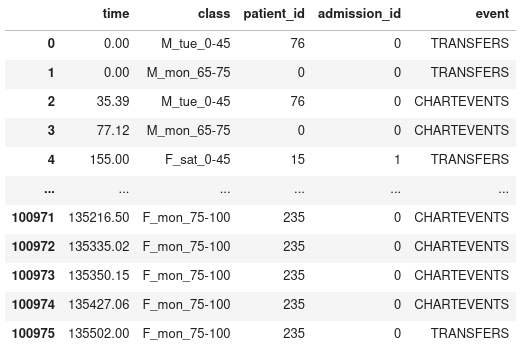 time class patient_id admission_id event
0 0.00 M_tue_0-45 76 0 TRANSFERS
1 0.00 M_mon_65-75 0 0 TRANSFERS
2 35.39 M_tue_0-45 76 0 CHARTEVENTS
3 77.12 M_mon_65-75 0 0 CHARTEVENTS
4 155.00 F_sat_0-45 15 1 TRANSFERS
... ... ... ... ... ...
100971 135216.50 F_mon_75-100 235 0 CHARTEVENTS
100972 135335.02 F_mon_75-100 235 0 CHARTEVENTS
100973 135350.15 F_mon_75-100 235 0 CHARTEVENTS
100974 135427.06 F_mon_75-100 235 0 CHARTEVENTS
100975 135502.00 F_mon_75-100 235 0 TRANSFERS